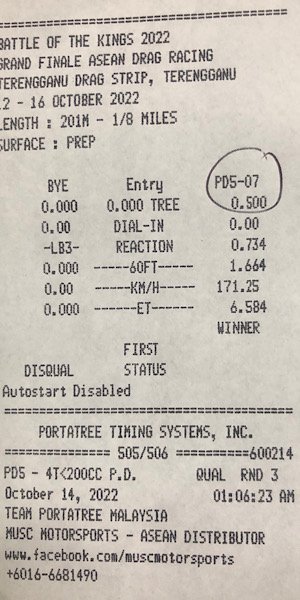 BATTLE OF THE KINGS 2022
GRAND FINALE ASEAN DRAG RACING
TERENGGANU DRAG STRIP, TERENGGANU
12 - 16 OCTOBER 2022
LENGTH : 201M - 1/8 MILES
SURFACE : PREP
BYE Entry PD5-07
0.000 0.000 TREE 0.500
0.00 DIAL-IN 0.00
-LB3- REACTION 0.734
0.000 -----60FT----- 1.664
0.00 -----KM/H----- 171.25
0.000 ------ET----- 6.584
WINNER
FIRST
DISQUAL STATUS
Autostart Disabled
========================================
PORTATREE TIMING SYSTEMS, INC.
=============== 505/506 ==========600214
PD5 - 4T<200CC P.D. QUAL RND 3
October 14, 2022 01:06:23 AM
TEAM PORTATREE MALAYSIA
MUSC MOTORSPORTS - ASEAN DISTRIBUTOR
www.facebook.com/muscmotorsports
+6016-6681490